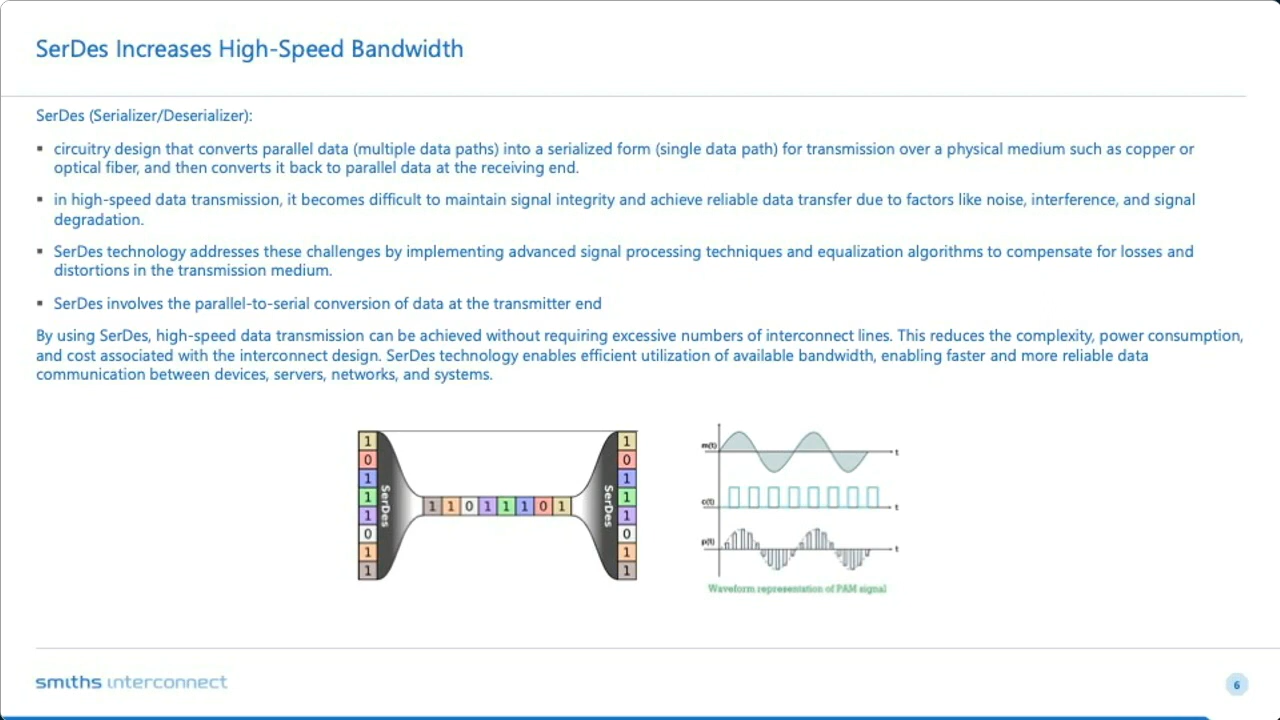 SerDes Increases High-Speed Bandwidth
SerDes (Serializer/Deserializer):
▪ circuitry design that converts parallel data (multiple data paths) into a serialized form (single data path) for transmission over a physical medium such as copper or
optical fiber, and then converts it back to parallel data at the receiving end.
▪ in high-speed data transmission, it becomes difficult to maintain signal integrity and achieve reliable data transfer due to factors like noise, interference, and signal
degradation.
▪ SerDes technology addresses these challenges by implementing advanced signal processing techniques and equalization algorithms to compensate for losses and
distortions in the transmission medium.
▪ SerDes involves the parallel-to-serial conversion of data at the transmitter end
By using SerDes, high-speed data transmission can be achieved without requiring excessive numbers of interconnect lines. This reduces the complexity, power consumption,
and cost associated with the interconnect design. SerDes technology enables efficient utilization of available bandwidth, enabling faster and more reliable data
communication between devices, servers, networks, and systems.
1
0
1
1
1
0
1
1
SerDes
1 1 0 1 1 1 0 1
SerDes
1
0
1
1
1
0
1
1
m(t)
t
c(t)
t
p(t)
t
Waveform representation of PAM signal
smiths interconnect
6